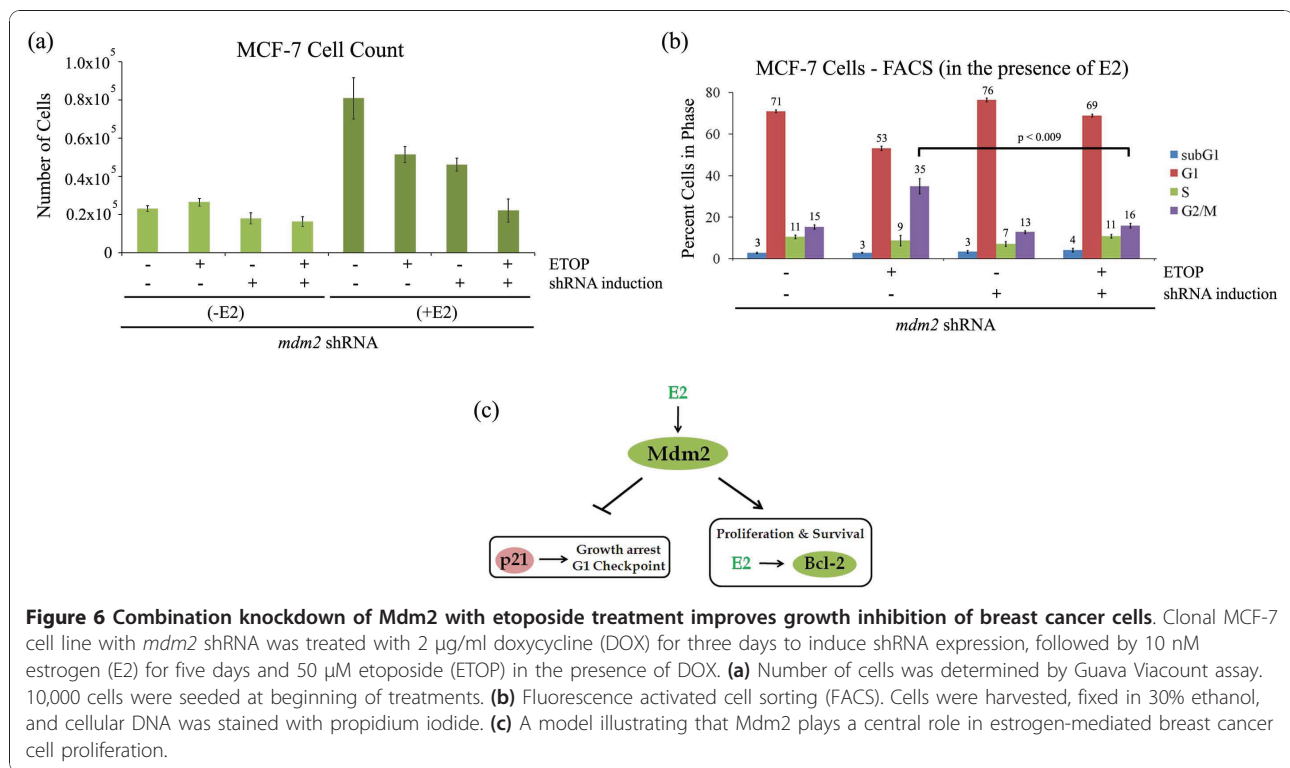 (a)
MCF-7 Cell Count
Number of Cells
1.0x10^5
0.8x10^5
0.6x10^5
0.4x10^5
0.2x10^5
0
- + - + - + - + ETOP
- - + + - - + + shRNA induction
(-E2) (+E2)
mdm2 shRNA
(b)
MCF-7 Cells - FACS (in the presence of E2)
Percent Cells in Phase
80
60
40
20
0
3 71 11 15
3 53 9 35
3 76 7 13
4 69 11 16
p < 0.009
subG1
G1
S
G2/M
- + - + ETOP
- - + + shRNA induction
mdm2 shRNA
(c)
E2
Mdm2
p21
Growth arrest
G1 Checkpoint
Proliferation & Survival
E2
Bcl-2
Figure 6 Combination knockdown of Mdm2 with etoposide treatment improves growth inhibition of breast cancer cells. Clonal MCF-7
cell line with mdm2 shRNA was treated with 2 μg/ml doxycycline (DOX) for three days to induce shRNA expression, followed by 10 nM
estrogen (E2) for five days and 50 μM etoposide (ETOP) in the presence of DOX. (a) Number of cells was determined by Guava Viacount assay.
10,000 cells were seeded at beginning of treatments. (b) Fluorescence activated cell sorting (FACS). Cells were harvested, fixed in 30% ethanol,
and cellular DNA was stained with propidium iodide. (c) A model illustrating that Mdm2 plays a central role in estrogen-mediated breast cancer
cell proliferation.